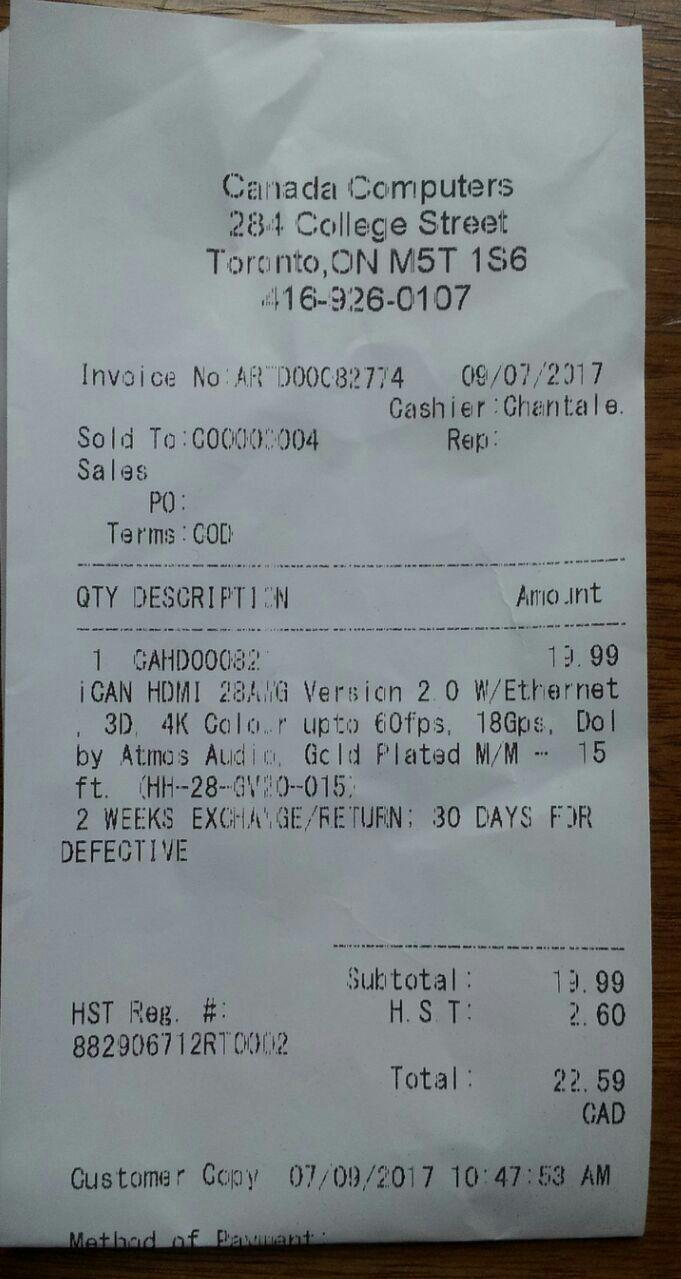 Canada Computers
284 College Street
Toronto,ON M5T 1S6
416-926-0107
Invoice No:ARTD00082774 09/07/2017
Cashier:Chantale.
Sold To:C00000004 Rep:
Sales
PO:
Terms:COD
QTY DESCRIPTION Amount
1 CAHD00082 19.99
iCAN HDMI 28AWG Version 2.0 W/Ethernet
, 3D, 4K Colour upto 60fps, 18Gps, Dol
by Atmos Audio, Gold Plated M/M - 15
ft. (HH-28-GV20-015)
2 WEEKS EXCHANGE/RETURN; 30 DAYS FOR
DEFECTIVE
Subtotal: 19.99
HST Reg. #: H.S.T: 2.60
882906712RT0002
Total: 22.59
CAD
Customer Copy 07/09/2017 10:47:53 AM
Method of Payment: